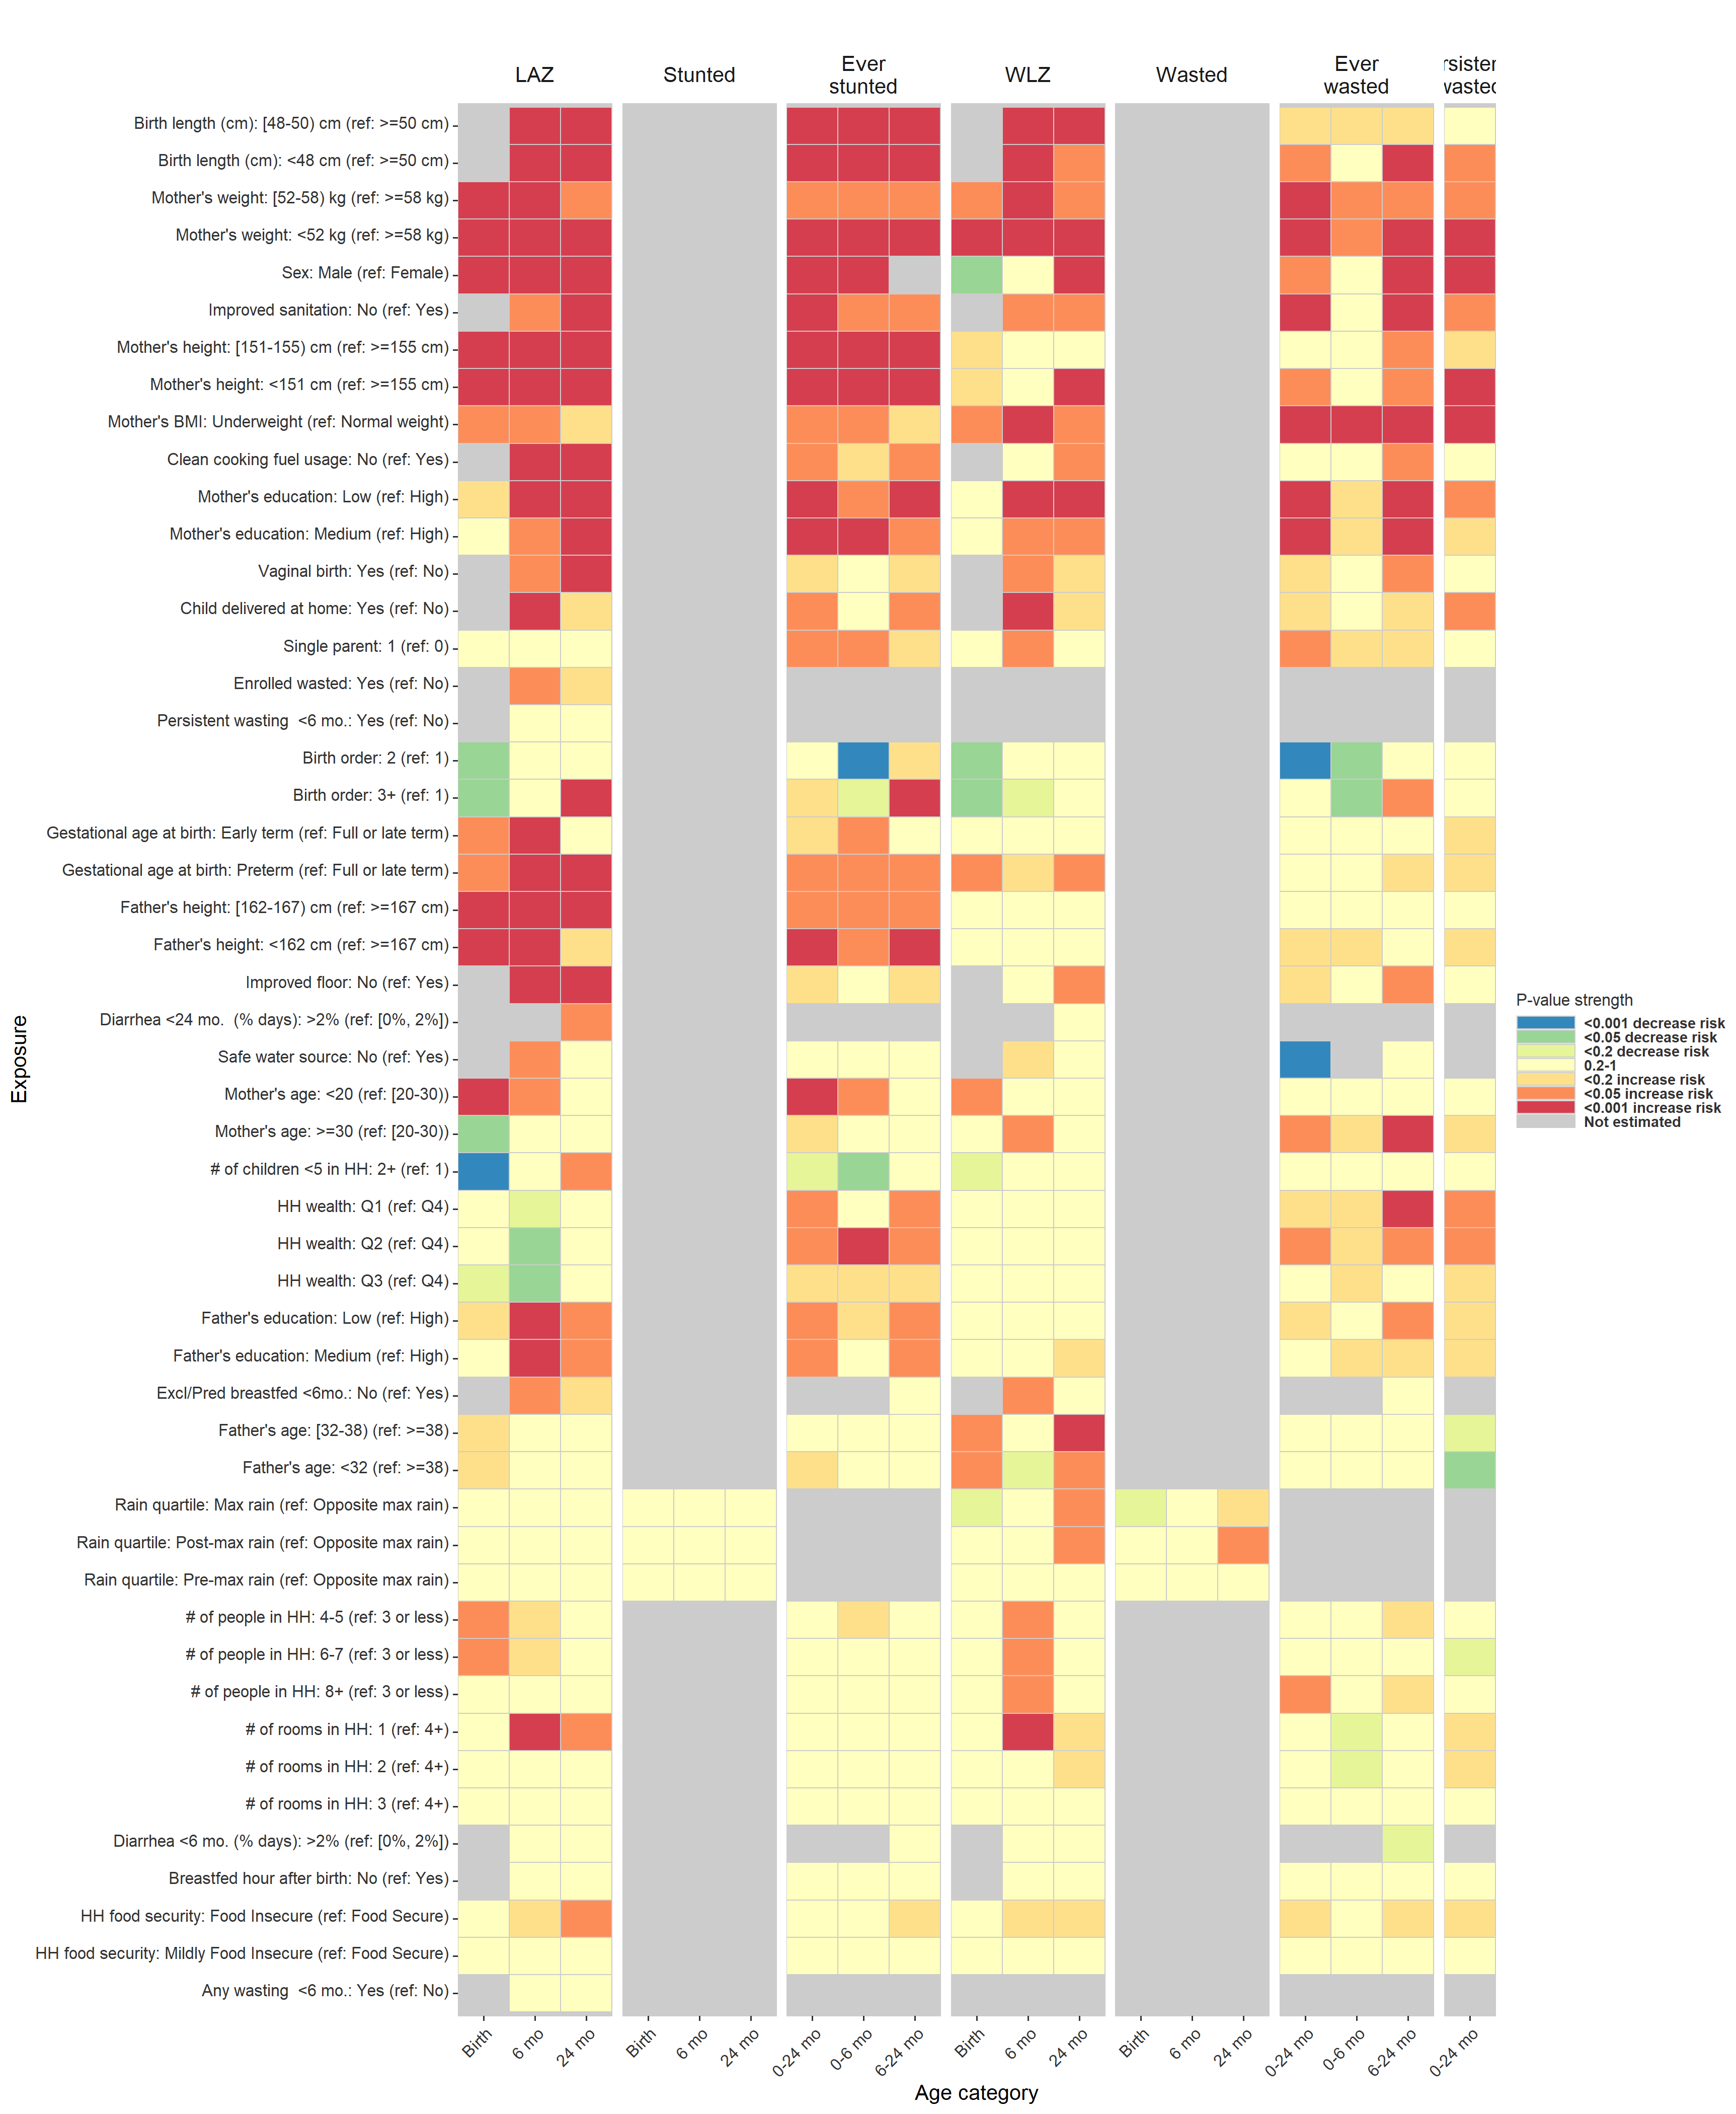 LAZ
Stunted
Ever
stunted
WLZ
Wasted
Ever
wasted
rsisten
wasted
Birth length (cm): [48-50) cm (ref: >=50 cm)
Birth length (cm): <48 cm (ref: >=50 cm)
Mother's weight: [52-58) kg (ref: >=58 kg)
Mother's weight: <52 kg (ref: >=58 kg)
Sex: Male (ref: Female)
Improved sanitation: No (ref: Yes)
Mother's height: [151-155) cm (ref: >=155 cm)
Mother's height: <151 cm (ref: >=155 cm)
Mother's BMI: Underweight (ref: Normal weight)
Clean cooking fuel usage: No (ref: Yes)
Mother's education: Low (ref: High)
Mother's education: Medium (ref: High)
Vaginal birth: Yes (ref: No)
Child delivered at home: Yes (ref: No)
Single parent: 1 (ref: 0)
Enrolled wasted: Yes (ref: No)
Persistent wasting  <6 mo.: Yes (ref: No)
Birth order: 2 (ref: 1)
Birth order: 3+ (ref: 1)
Gestational age at birth: Early term (ref: Full or late term)
Gestational age at birth: Preterm (ref: Full or late term)
Father's height: [162-167) cm (ref: >=167 cm)
Father's height: <162 cm (ref: >=167 cm)
Improved floor: No (ref: Yes)
Diarrhea <24 mo.  (% days): >2% (ref: [0%, 2%])
Safe water source: No (ref: Yes)
Mother's age: <20 (ref: [20-30))
Mother's age: >=30 (ref: [20-30))
# of children <5 in HH: 2+ (ref: 1)
HH wealth: Q1 (ref: Q4)
HH wealth: Q2 (ref: Q4)
HH wealth: Q3 (ref: Q4)
Father's education: Low (ref: High)
Father's education: Medium (ref: High)
Excl/Pred breastfed <6mo.: No (ref: Yes)
Father's age: [32-38) (ref: >=38)
Father's age: <32 (ref: >=38)
Rain quartile: Max rain (ref: Opposite max rain)
Rain quartile: Post-max rain (ref: Opposite max rain)
Rain quartile: Pre-max rain (ref: Opposite max rain)
# of people in HH: 4-5 (ref: 3 or less)
# of people in HH: 6-7 (ref: 3 or less)
# of people in HH: 8+ (ref: 3 or less)
# of rooms in HH: 1 (ref: 4+)
# of rooms in HH: 2 (ref: 4+)
# of rooms in HH: 3 (ref: 4+)
Diarrhea <6 mo. (% days): >2% (ref: [0%, 2%])
Breastfed hour after birth: No (ref: Yes)
HH food security: Food Insecure (ref: Food Secure)
HH food security: Mildly Food Insecure (ref: Food Secure)
Any wasting  <6 mo.: Yes (ref: No)
Exposure
Birth
6 mo
24 mo
Birth
6 mo
24 mo
0-24 mo
0-6 mo
6-24 mo
Birth
6 mo
24 mo
Birth
6 mo
24 mo
0-24 mo
0-6 mo
6-24 mo
0-24 mo
Age category
P-value strength
<0.001 decrease risk
<0.05 decrease risk
<0.2 decrease risk
0.2-1
<0.2 increase risk
<0.05 increase risk
<0.001 increase risk
Not estimated